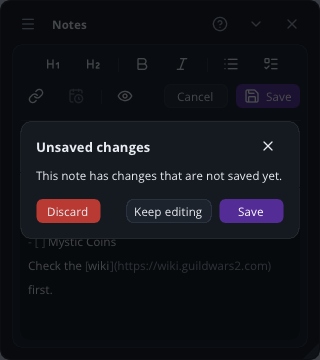 Notes
H1 H2 B I
Cancel Save
Unsaved changes
This note has changes that are not saved yet.
Discard Keep editing Save
- [ ] Mystic Coins
Check the [wiki](https://wiki.guildwars2.com)
first.